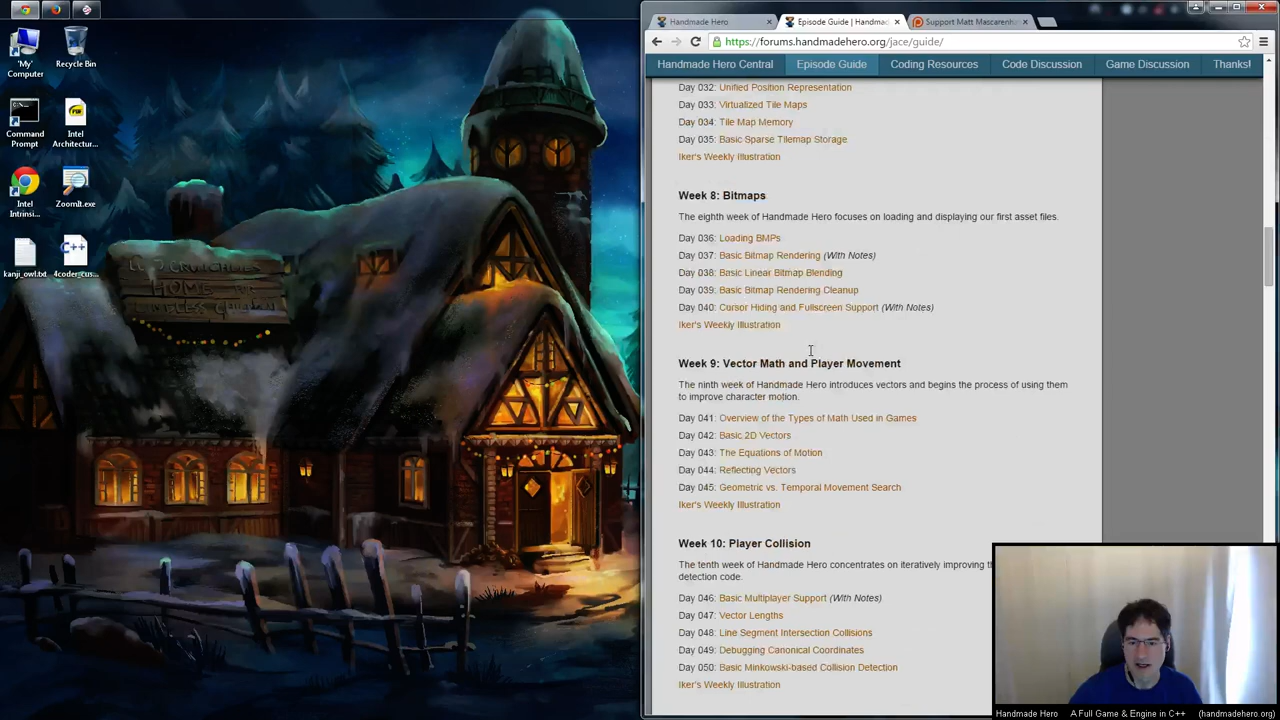 Handmade Hero
Episode Guide | Handmad
Support Matt Mascarenha
https://forums.handmadehero.org/jace/guide/
Handmade Hero Central
Episode Guide
Coding Resources
Code Discussion
Game Discussion
Thanks!
'My' Computer
Recycle Bin
Command Prompt
Intel Architectur...
Intel Intrinsi...
ZoomIt.exe
kanji_owl.txt
4coder_cus...
HOME
Day 032: Unified Position Representation
Day 033: Virtualized Tile Maps
Day 034: Tile Map Memory
Day 035: Basic Sparse Tilemap Storage
Iker's Weekly Illustration
Week 8: Bitmaps
The eighth week of Handmade Hero focuses on loading and displaying our first asset files.
Day 036: Loading BMPs
Day 037: Basic Bitmap Rendering (With Notes)
Day 038: Basic Linear Bitmap Blending
Day 039: Basic Bitmap Rendering Cleanup
Day 040: Cursor Hiding and Fullscreen Support (With Notes)
Iker's Weekly Illustration
Week 9: Vector Math and Player Movement
The ninth week of Handmade Hero introduces vectors and begins the process of using them
to improve character motion.
Day 041: Overview of the Types of Math Used in Games
Day 042: Basic 2D Vectors
Day 043: The Equations of Motion
Day 044: Reflecting Vectors
Day 045: Geometric vs. Temporal Movement Search
Iker's Weekly Illustration
Week 10: Player Collision
The tenth week of Handmade Hero concentrates on iteratively improving th
detection code.
Day 046: Basic Multiplayer Support (With Notes)
Day 047: Vector Lengths
Day 048: Line Segment Intersection Collisions
Day 049: Debugging Canonical Coordinates
Day 050: Basic Minkowski-based Collision Detection
Iker's Weekly Illustration
Handmade Hero A Full Game & Engine in C++ (handmadehero.org)